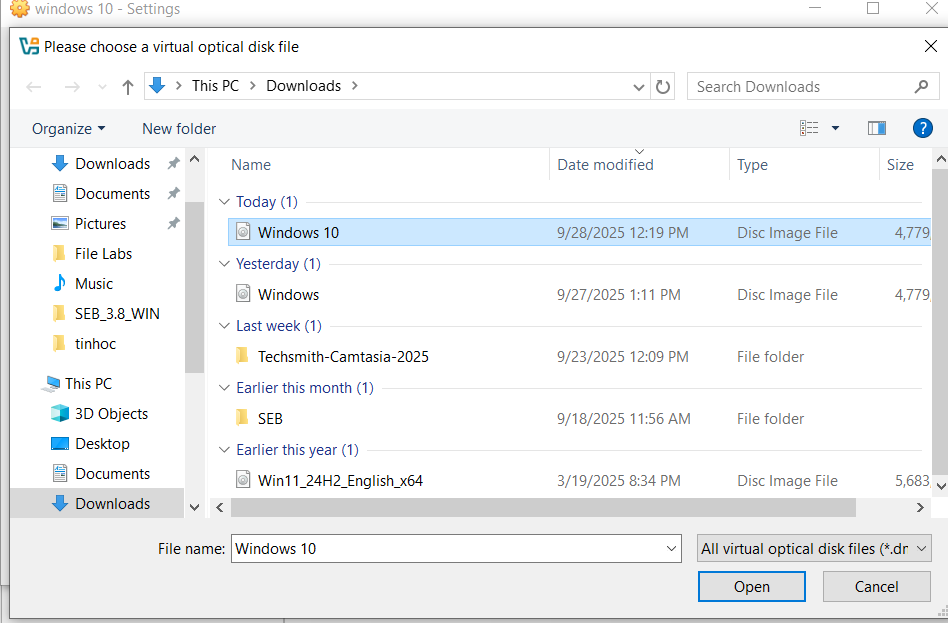 windows 10 - Settings
Please choose a virtual optical disk file
This PC > Downloads >
Search Downloads
Organize New folder
Name Date modified Type Size
Downloads
Documents
Pictures
File Labs
Music
SEB_3.8_WIN
tinhoc
This PC
3D Objects
Desktop
Documents
Downloads
Today (1)
Windows 10 9/28/2025 12:19 PM Disc Image File 4,779,
Yesterday (1)
Windows 9/27/2025 1:11 PM Disc Image File 4,779,
Last week (1)
Techsmith-Camtasia-2025 9/23/2025 12:09 PM File folder
Earlier this month (1)
SEB 9/18/2025 11:56 AM File folder
Earlier this year (1)
Win11_24H2_English_x64 3/19/2025 8:34 PM Disc Image File 5,683,
File name: Windows 10
All virtual optical disk files (*.dr
Open Cancel